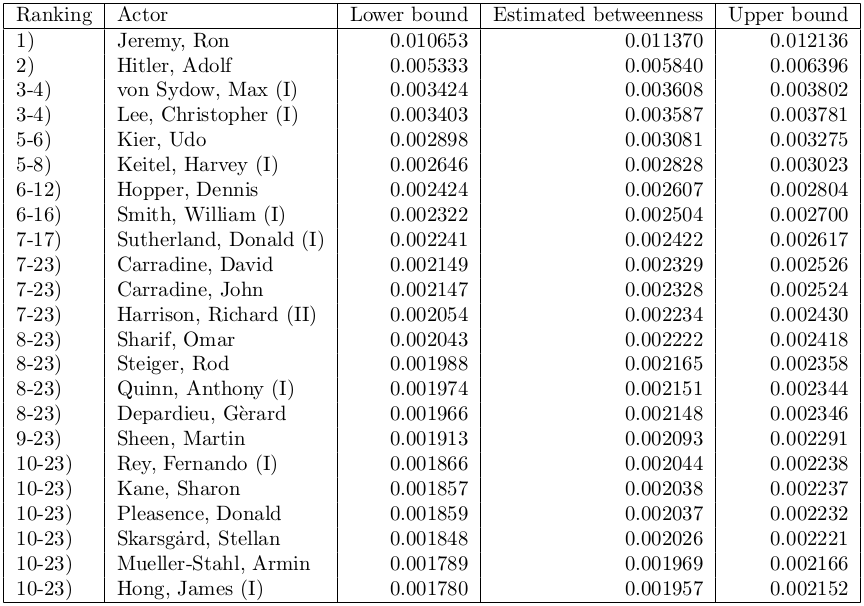 Ranking Actor Lower bound Estimated betweenness Upper bound
1) Jeremy, Ron 0.010653 0.011370 0.012136
2) Hitler, Adolf 0.005333 0.005840 0.006396
3-4) von Sydow, Max (I) 0.003424 0.003608 0.003802
3-4) Lee, Christopher (I) 0.003403 0.003587 0.003781
5-6) Kier, Udo 0.002898 0.003081 0.003275
5-8) Keitel, Harvey (I) 0.002646 0.002828 0.003023
6-12) Hopper, Dennis 0.002424 0.002607 0.002804
6-16) Smith, William (I) 0.002322 0.002504 0.002700
7-17) Sutherland, Donald (I) 0.002241 0.002422 0.002617
7-23) Carradine, David 0.002149 0.002329 0.002526
7-23) Carradine, John 0.002147 0.002328 0.002524
7-23) Harrison, Richard (II) 0.002054 0.002234 0.002430
8-23) Sharif, Omar 0.002043 0.002222 0.002418
8-23) Steiger, Rod 0.001988 0.002165 0.002358
8-23) Quinn, Anthony (I) 0.001974 0.002151 0.002344
8-23) Depardieu, Gèrard 0.001966 0.002148 0.002346
9-23) Sheen, Martin 0.001913 0.002093 0.002291
10-23) Rey, Fernando (I) 0.001866 0.002044 0.002238
10-23) Kane, Sharon 0.001857 0.002038 0.002237
10-23) Pleasence, Donald 0.001859 0.002037 0.002232
10-23) Skarsgård, Stellan 0.001848 0.002026 0.002221
10-23) Mueller-Stahl, Armin 0.001789 0.001969 0.002166
10-23) Hong, James (I) 0.001780 0.001957 0.002152